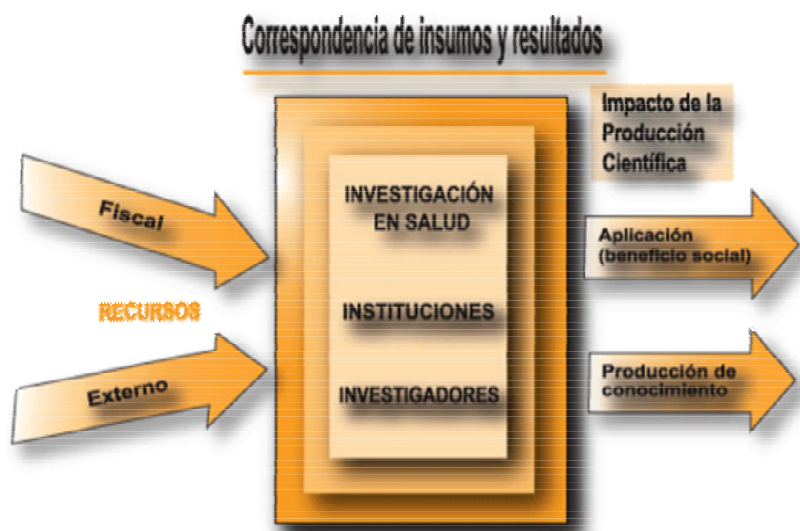 Correspondencia de insumos y resultados
Impacto de la
Producción
Científica
Fiscal
RECURSOS
Externo
INVESTIGACIÓN
EN SALUD
INSTITUCIONES
INVESTIGADORES
Aplicación
(beneficio social)
Producción de
conocimiento